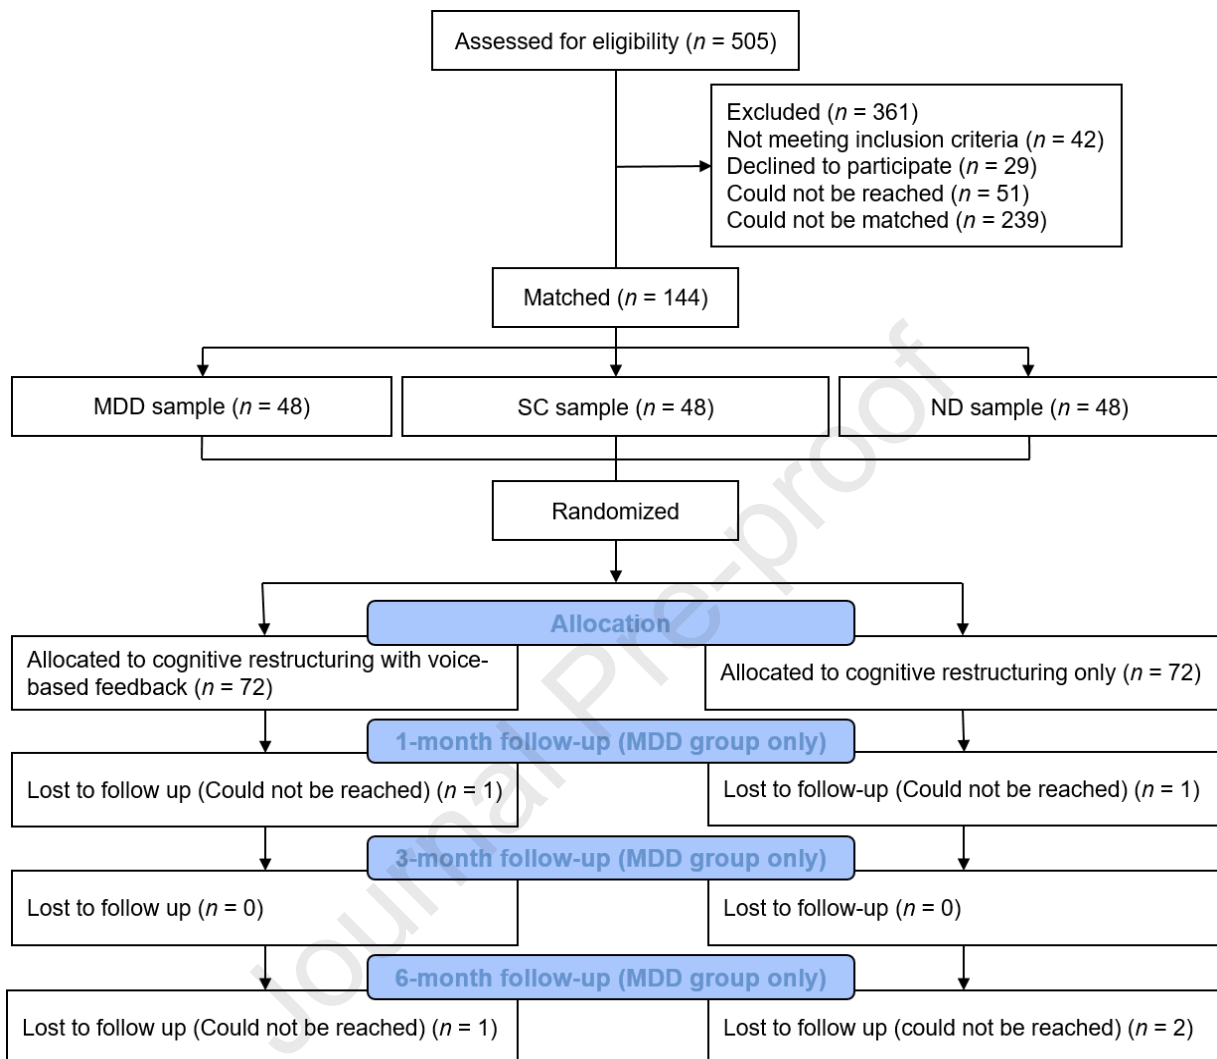 Assessed for eligibility (n = 505)
Excluded (n = 361)
Not meeting inclusion criteria (n = 42)
Declined to participate (n = 29)
Could not be reached (n = 51)
Could not be matched (n = 239)
Matched (n = 144)
MDD sample (n = 48)
SC sample (n = 48)
ND sample (n = 48)
Randomized
Allocation
Allocated to cognitive restructuring with voice-
based feedback (n = 72)
Allocated to cognitive restructuring only (n = 72)
1-month follow-up (MDD group only)
Lost to follow up (Could not be reached) (n = 1)
Lost to follow-up (Could not be reached) (n = 1)
3-month follow-up (MDD group only)
Lost to follow up (n = 0)
Lost to follow-up (n = 0)
6-month follow-up (MDD group only)
Lost to follow up (Could not be reached) (n = 1)
Lost to follow up (could not be reached) (n = 2)
Journal Pre-proof